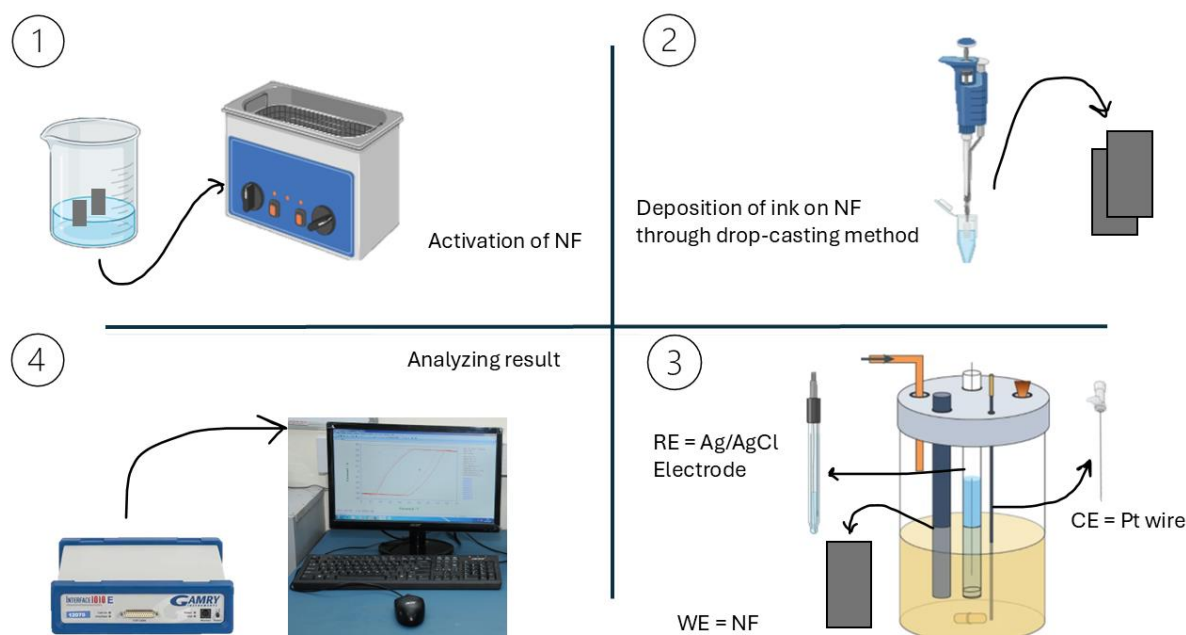 1
Activation of NF
2
Deposition of ink on NF
through drop-casting method
4
Analyzing result
INTERFACE 1010 E
GAMRY
INSTRUMENTS
3
RE = Ag/AgCl
Electrode
CE = Pt wire
WE = NF